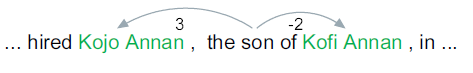 3 -2
... hired Kojo Annan , the son of Kofi Annan , in ...